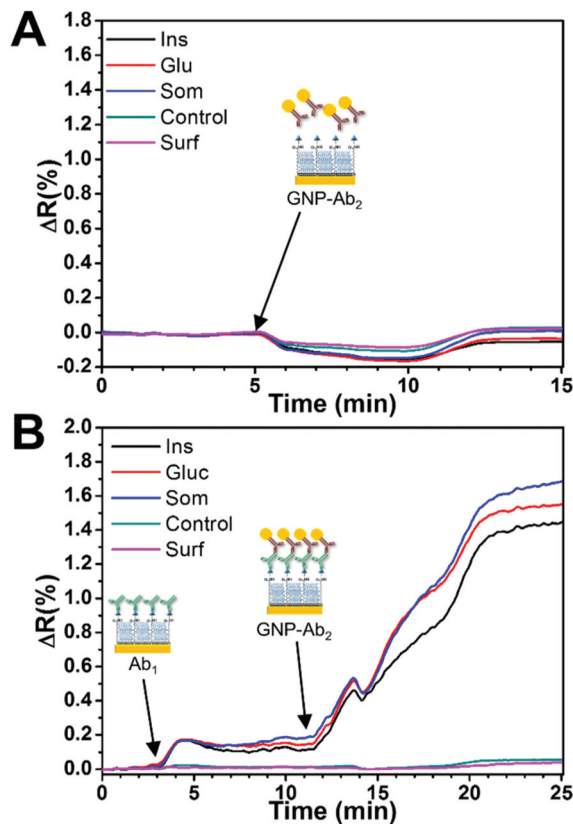 A
1.8
1.6
1.4
1.2
1.0
0.8
0.6
0.4
0.2
0.0
-0.2
ΔR(%)
Ins
Glu
Som
Control
Surf
GNP-Ab₂
0 5 10 15
Time (min)
B
2.0
1.8
1.6
1.4
1.2
1.0
0.8
0.6
0.4
0.2
0.0
ΔR(%)
Ins
Gluc
Som
Control
Surf
Ab₁
GNP-Ab₂
0 5 10 15 20 25
Time (min)